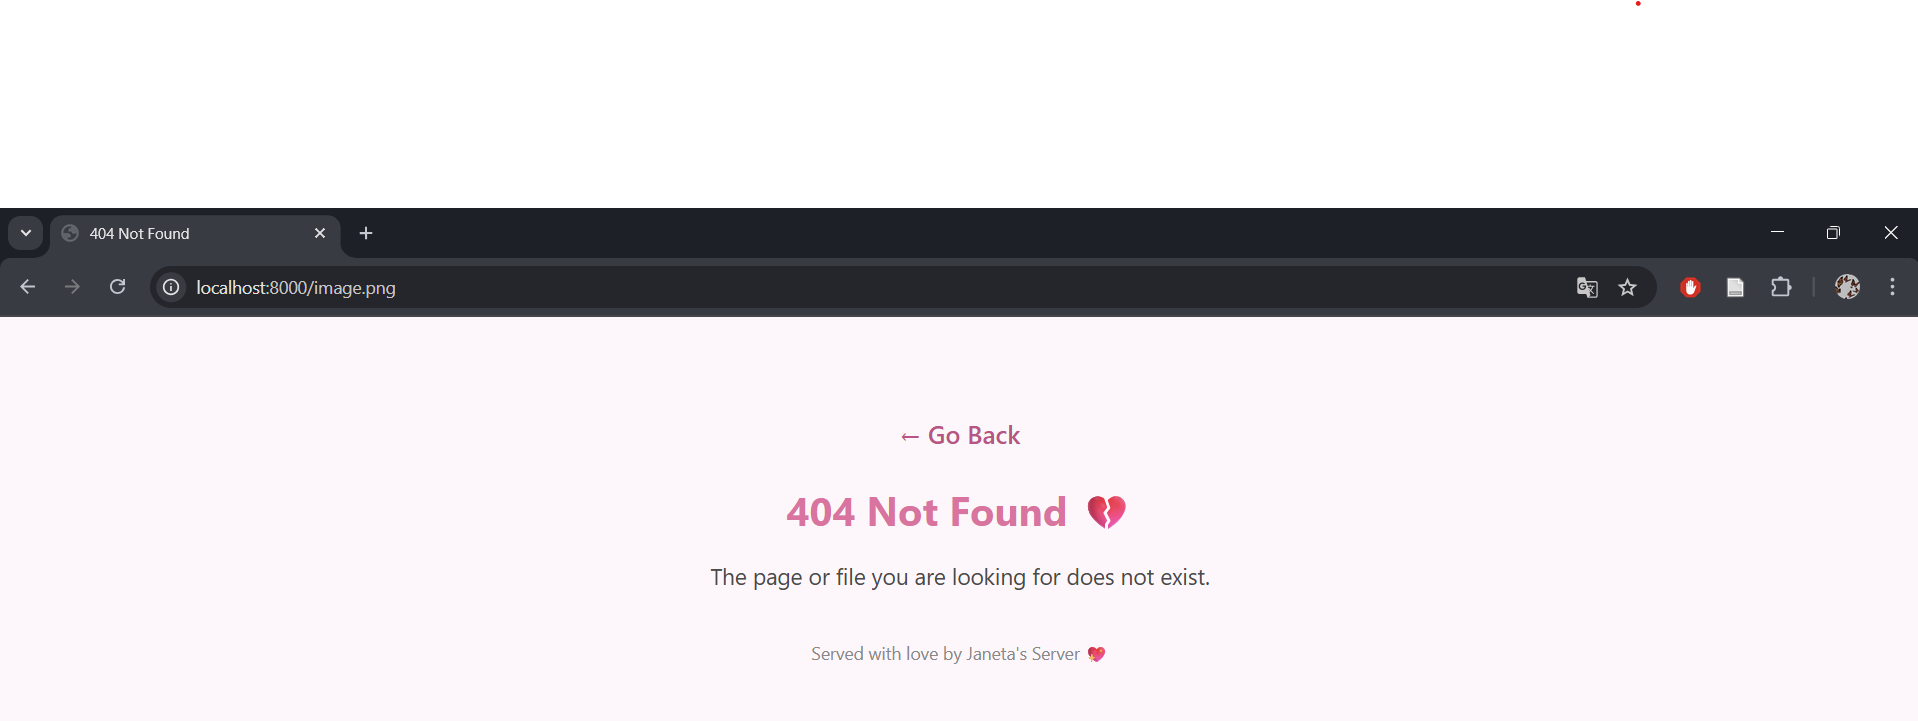 404 Not Found
localhost:8000/image.png
← Go Back
404 Not Found 💔
The page or file you are looking for does not exist.
Served with love by Janeta's Server 💖